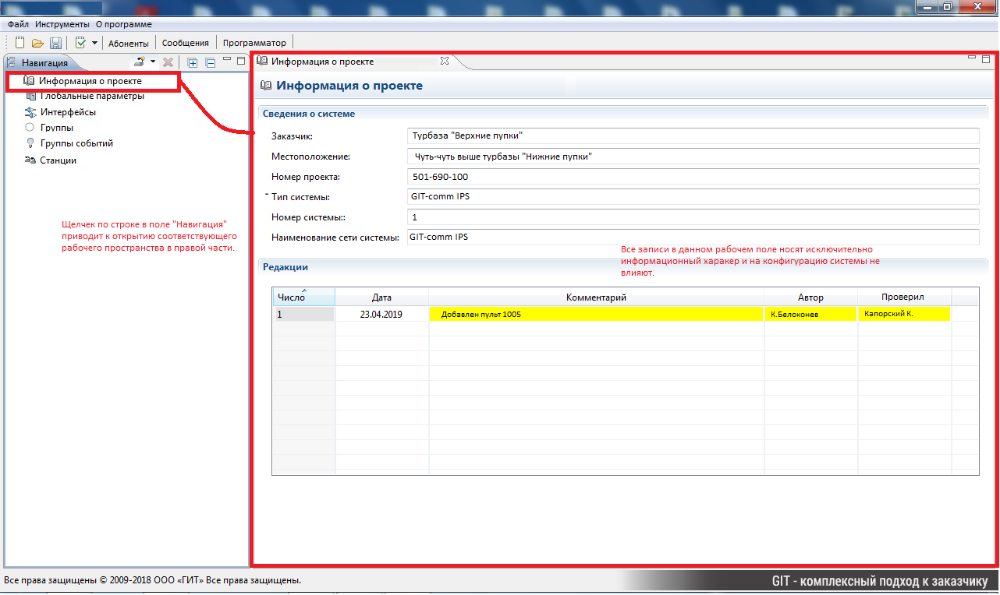 Файл Инструменты О программе
Абоненты Сообщения Программатор
Навигация
Информация о проекте
Глобальные параметры
Интерфейсы
Группы
Группы событий
Станции
Щелчек по строке в поле "Навигация"
приводит к открытию соответствующего
рабочего пространства в правой части.
Информация о проекте
Информация о проекте
Сведения о системе
Заказчик: Турбаза "Верхние пупки"
Местоположение: Чуть-чуть выше турбазы "Нижние пупки"
Номер проекта: 501-690-100
Тип системы: GIT-comm IPS
Номер системы:: 1
Наименование сети системы: GIT-comm IPS
Все записи в данном рабочем поле носят исключительно
информационный харакер и на конфигурацию системы не
влияют.
Редакции
Число Дата Комментарий Автор Проверил
1 23.04.2019 Добавлен пульт 1005 К.Белоконев Капорский К.
Все права защищены © 2009-2018 ООО «ГИТ» Все права защищены.
GIT - комплексный подход к заказчику